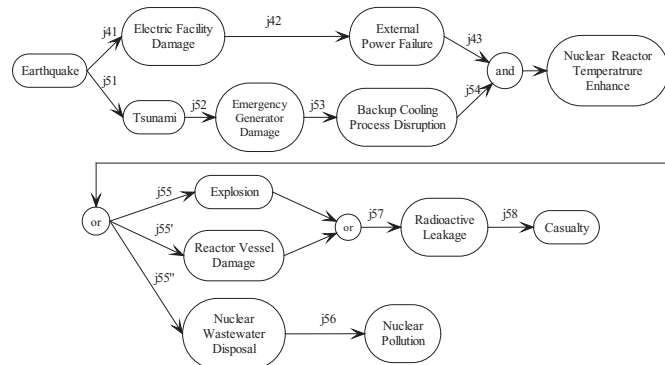 j41
Electric Facility
Damage
j42
External
Power Failure
j43
Earthquake
and
Nuclear Reactor
Temperatrure
Enhance
j51
j54
Tsunami
j52
Emergency
Generator
Damage
j53
Backup Cooling
Process Disruption
or
j55
Explosion
j55'
Reactor Vessel
Damage
or
j57
Radioactive
Leakage
j58
Casualty
j55''
Nuclear
Wastewater
Disposal
j56
Nuclear
Pollution